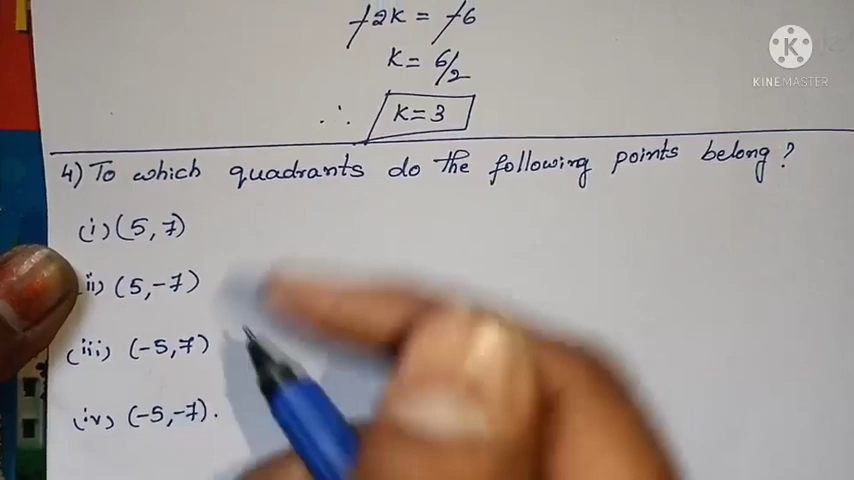 -2k = -6
k = 6/2
∴ k = 3
4) To which quadrants do the following points belong?
(i) (5, 7)
ii) (5, -7)
(iii) (-5, 7)
(iv) (-5, -7).
K
KINEMASTER